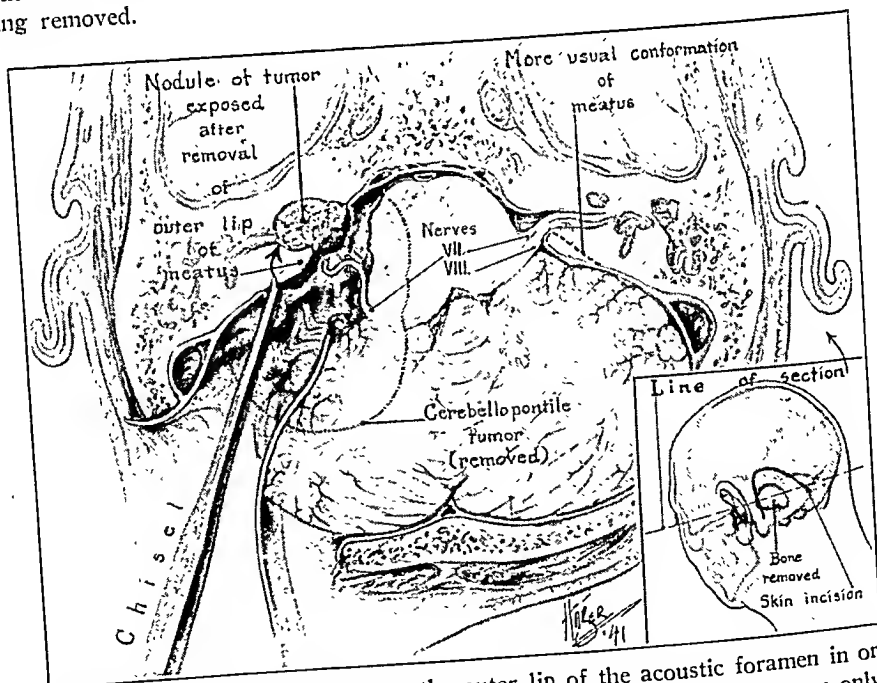 ng removed.
Nodule of tumor
exposed
after
removal
of
outer lip
of
meatus
More usual conformation
of
meatus
Nerves
VII.
VIII.
Cerebellopontile
tumor
(removed)
Chisel
Line of section
Bone
removed
Skin incision
'41
outer lip of the acoustic foramen in
only